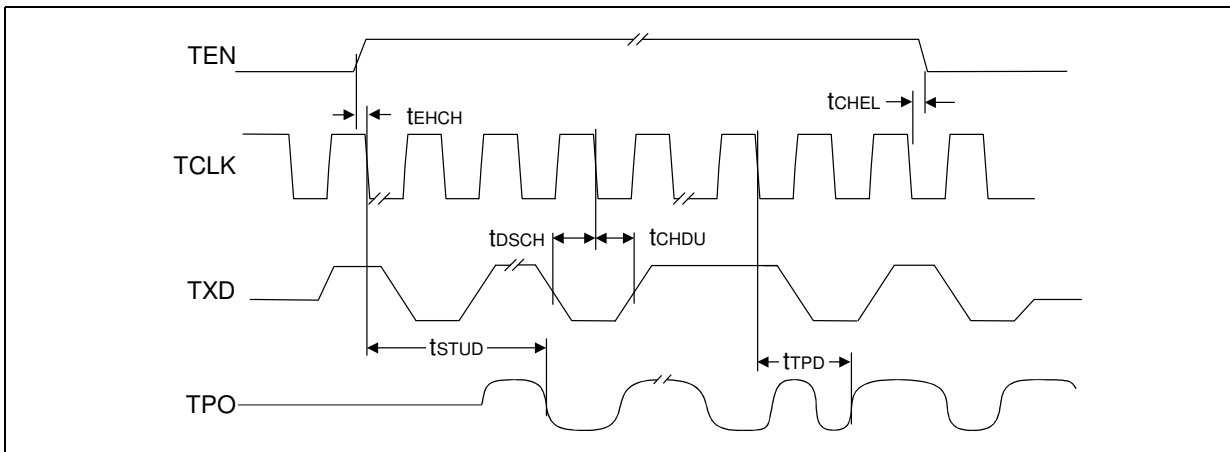 TEN
tCHEL
tEHCH
TCLK
tDSCH
tCHDU
TXD
tSTUD
tTPD
TPO